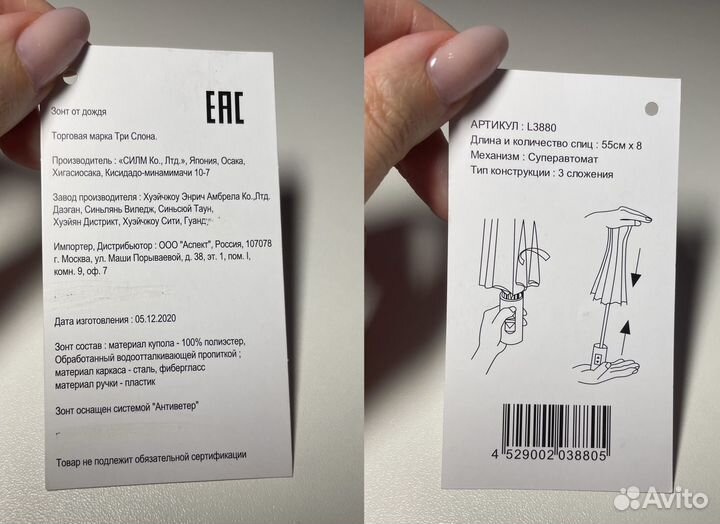 EAC
Зонт от дождя
Торговая марка Три Слона.
Производитель : «СИЛМ Ко., Лтд.», Япония, Осака,
Хигасиосака, Кисидадо-минамимачи 10-7
Завод производителя : Хуэйчжоу Энрич Амбрела Ко.,Лтд.
Даэган, Синьлянь Виледж, Синьсюй Таун,
Хуэйян Дистрикт, Хуэйчжоу Сити,
Импортер, Дистрибьютор : ООО "Аспект", Россия, 107078
г. Москва, ул. Маши Порываевой, д. 38, эт. 1, пом. I,
комн. 9, оф. 7
Дата изготовления : 05.12.2020
Зонт состав : материал купола - 100% полиэстер,
Обработанный водоотталкивающей пропиткой ;
материал каркаса - сталь, фибергласс
материал ручки - пластик
Зонт оснащен системой "Антиветер"
Товар не подлежит обязательной сертификации
АРТИКУЛ : L3880
Длина и количество спиц : 55см x 8
Механизм : Суперавтомат
Тип конструкции : 3 сложения
4 529002 038805
Avito